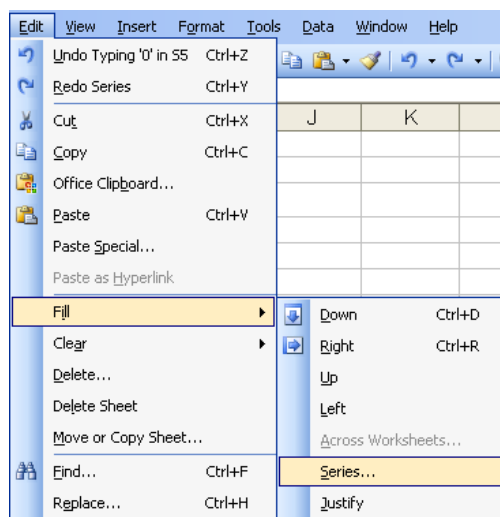 Edit View Insert Format Tools Data Window Help
Undo Typing '0' in S5 Ctrl+Z
Redo Series Ctrl+Y
Cut Ctrl+X
Copy Ctrl+C
Office Clipboard...
Paste Ctrl+V
Paste Special...
Paste as Hyperlink
Fill
Clear
Delete...
Delete Sheet
Move or Copy Sheet...
Find... Ctrl+F
Replace... Ctrl+H
J K
Down Ctrl+D
Right Ctrl+R
Up
Left
Across Worksheets...
Series...
Justify